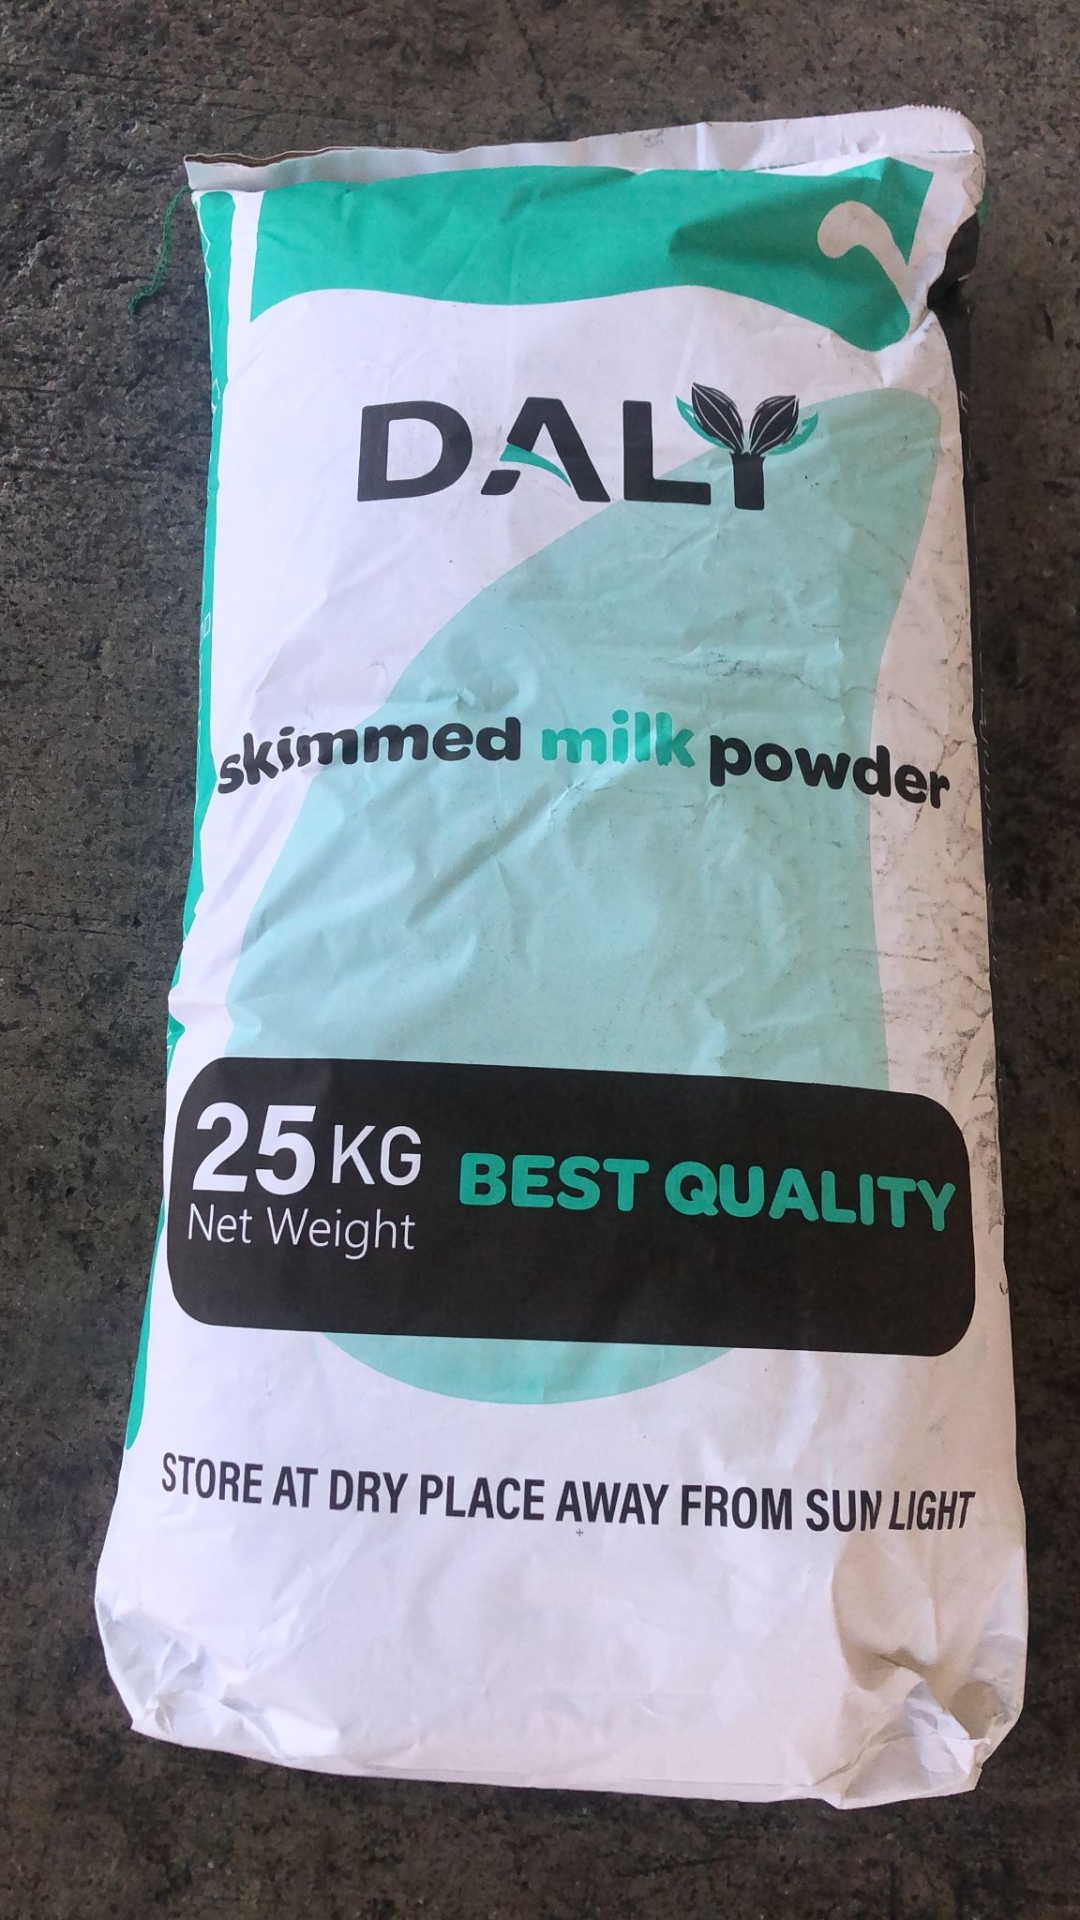 DALY
skimmed milk powder
25 KG
Net Weight
BEST QUALITY
STORE AT DRY PLACE AWAY FROM SUN LIGHT